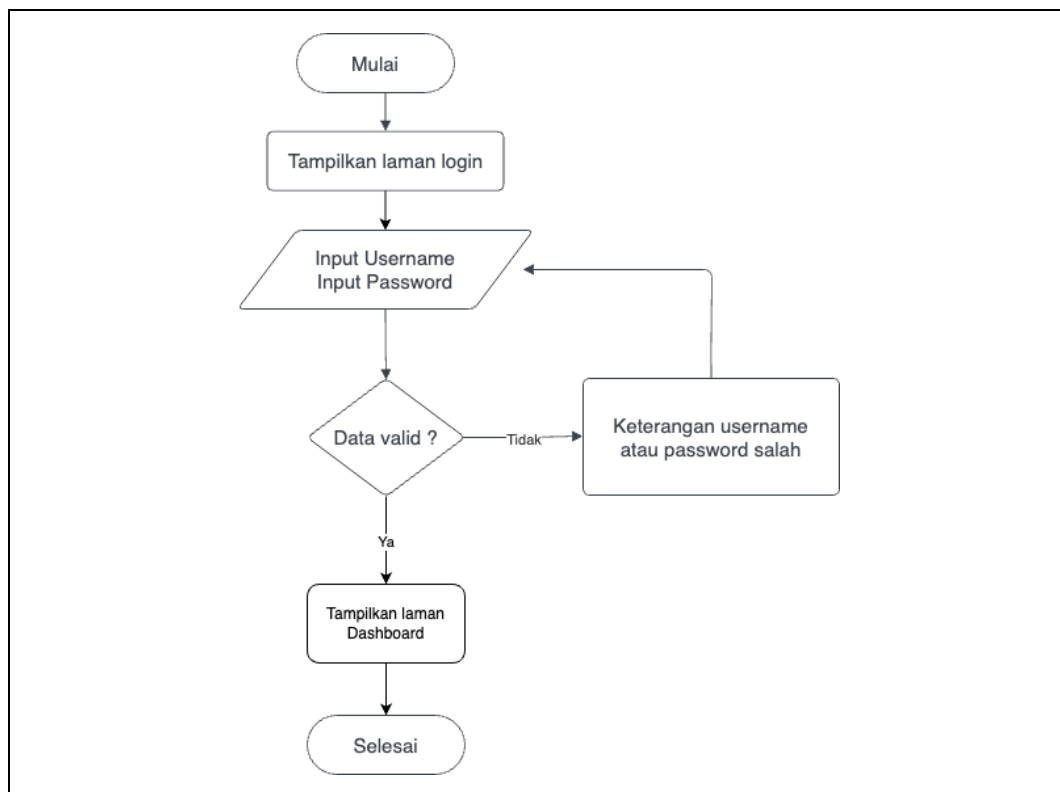 Mulai
Tampilkan laman login
Input Username
Input Password
Data valid ?
Tidak
Keterangan username
atau password salah
Ya
Tampilkan laman
Dashboard
Selesai